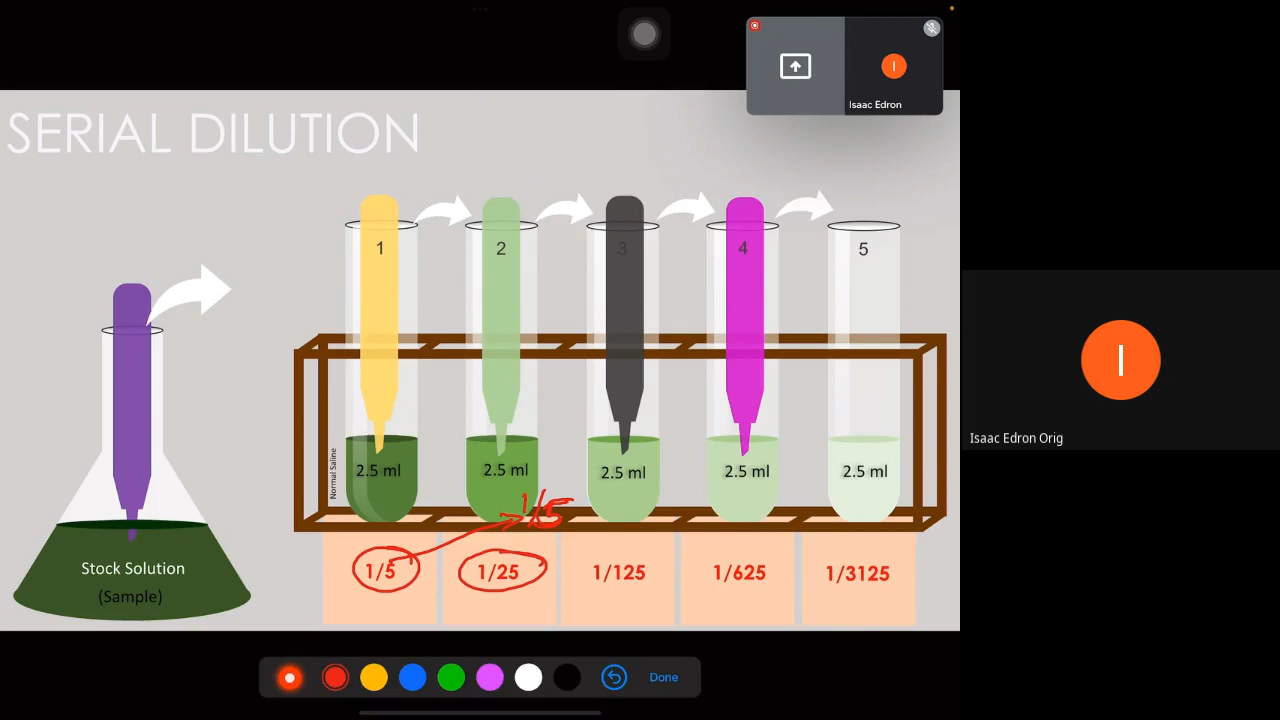 I
Isaac Edron
SERIAL DILUTION
1 2 3 4 5
Normal Saline
2.5 ml 2.5 ml 2.5 ml 2.5 ml 2.5 ml
1/5
Stock Solution
(Sample)
1/5 1/25 1/125 1/625 1/3125
Done
I
Isaac Edron Orig